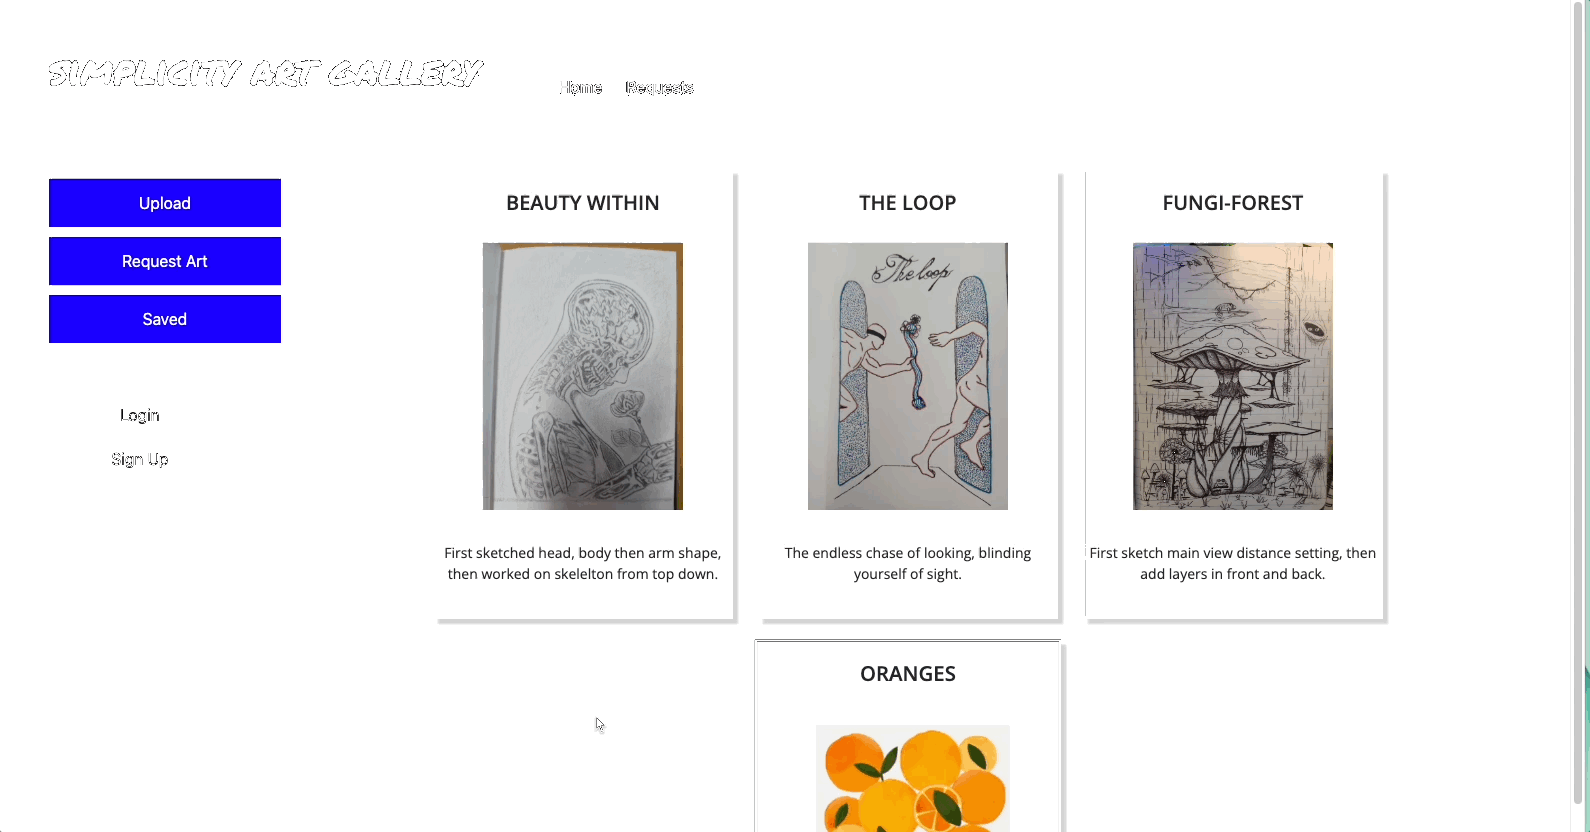 SIMPLICITY ART GALLERY
Home Requests
Upload
Request Art
Saved
Login
Sign Up
BEAUTY WITHIN
First sketched head, body then arm shape,
then worked on skelelton from top down.
THE LOOP
The loop
The endless chase of looking, blinding
yourself of sight.
FUNGI-FOREST
First sketch main view distance setting, then
add layers in front and back.
ORANGES